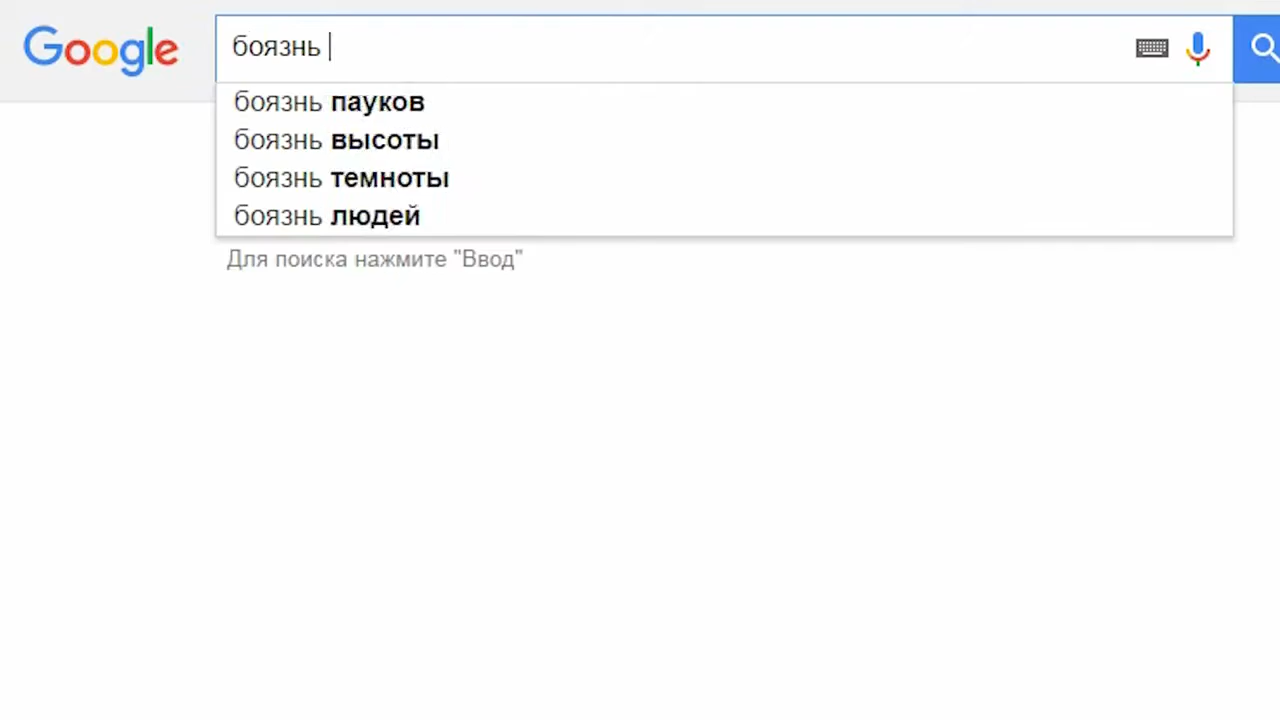 Google
боязнь
боязнь пауков
боязнь высоты
боязнь темноты
боязнь людей
Для поиска нажмите "Ввод"